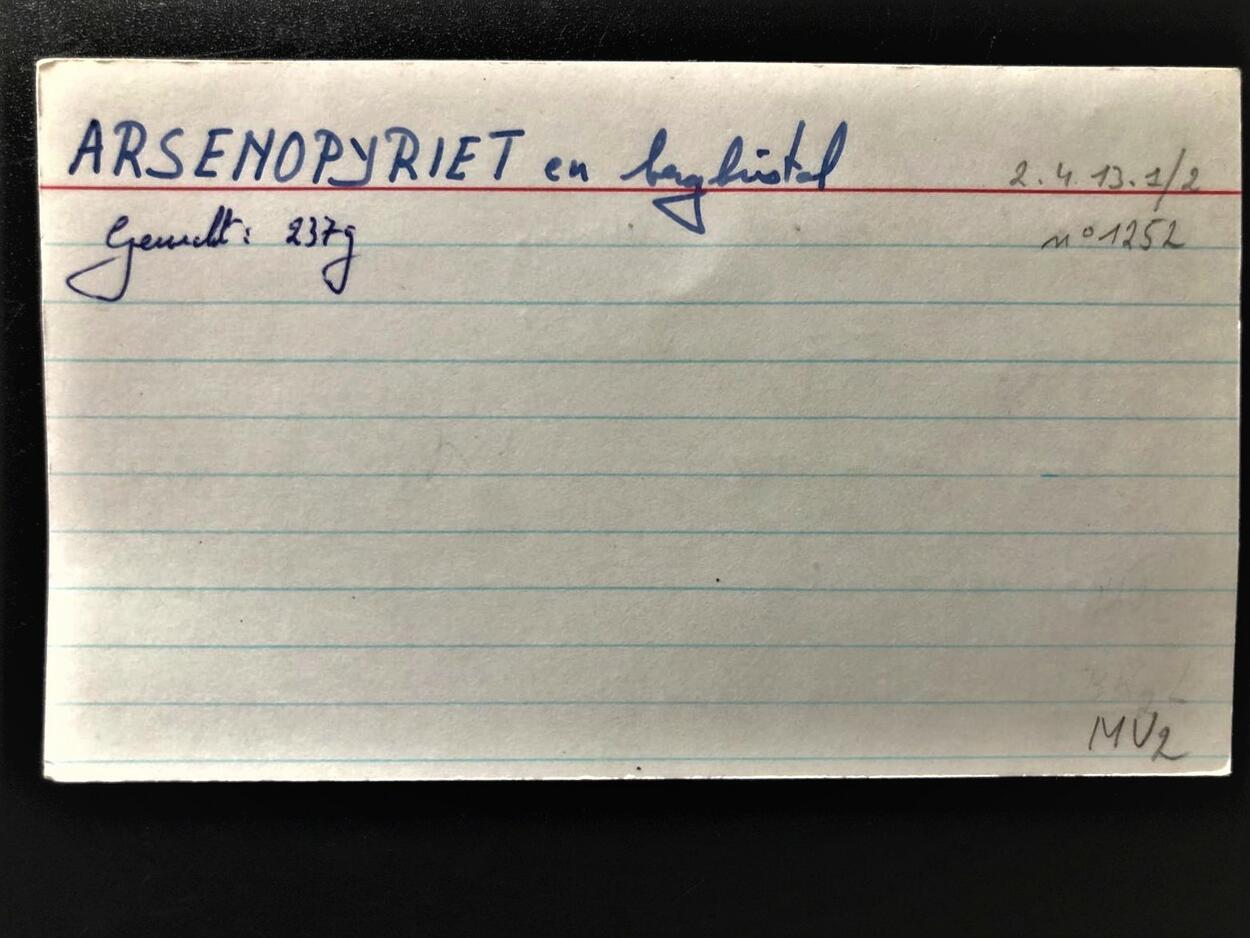 ARSENOPYRIET en bergkristal
2.4.13.1/2
Gewicht: 237g
n° 1252
MV2